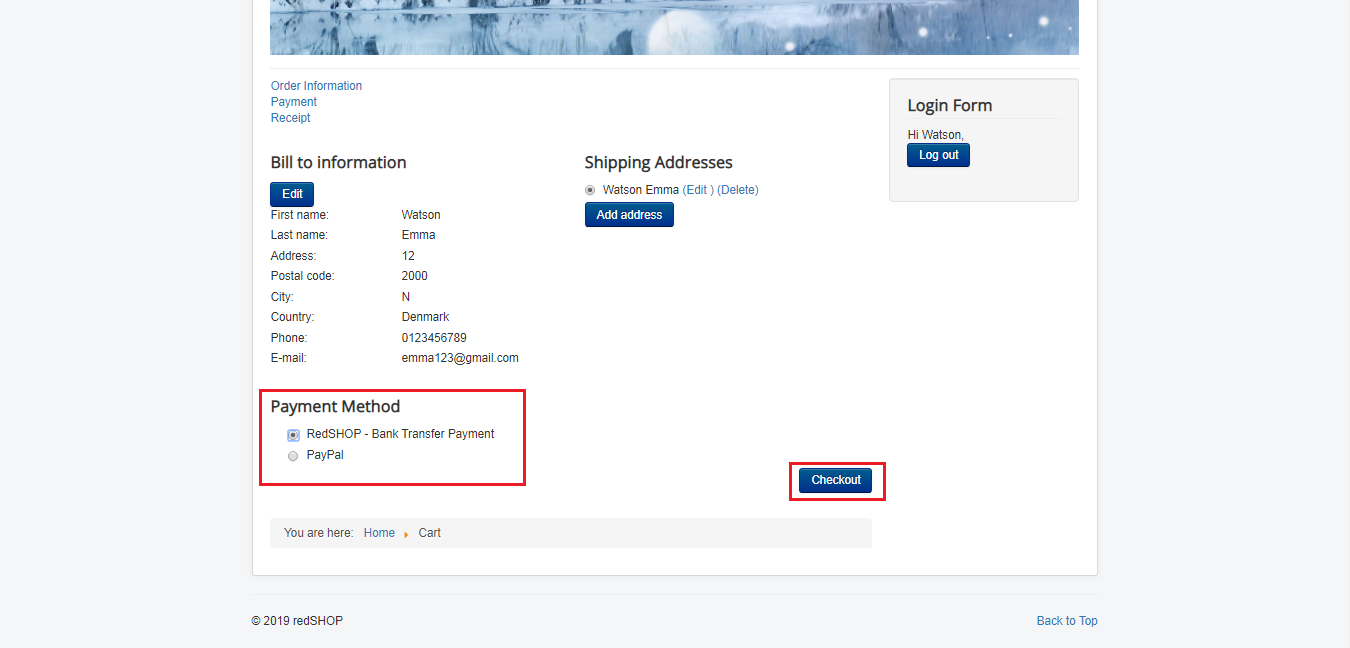 Order Information
Payment
Receipt
Bill to information
Edit
First name: Watson
Last name: Emma
Address: 12
Postal code: 2000
City: N
Country: Denmark
Phone: 0123456789
E-mail: emma123@gmail.com
Shipping Addresses
Watson Emma (Edit ) (Delete)
Add address
Login Form
Hi Watson,
Log out
Payment Method
RedSHOP - Bank Transfer Payment
PayPal
Checkout
You are here: Home Cart
© 2019 redSHOP
Back to Top